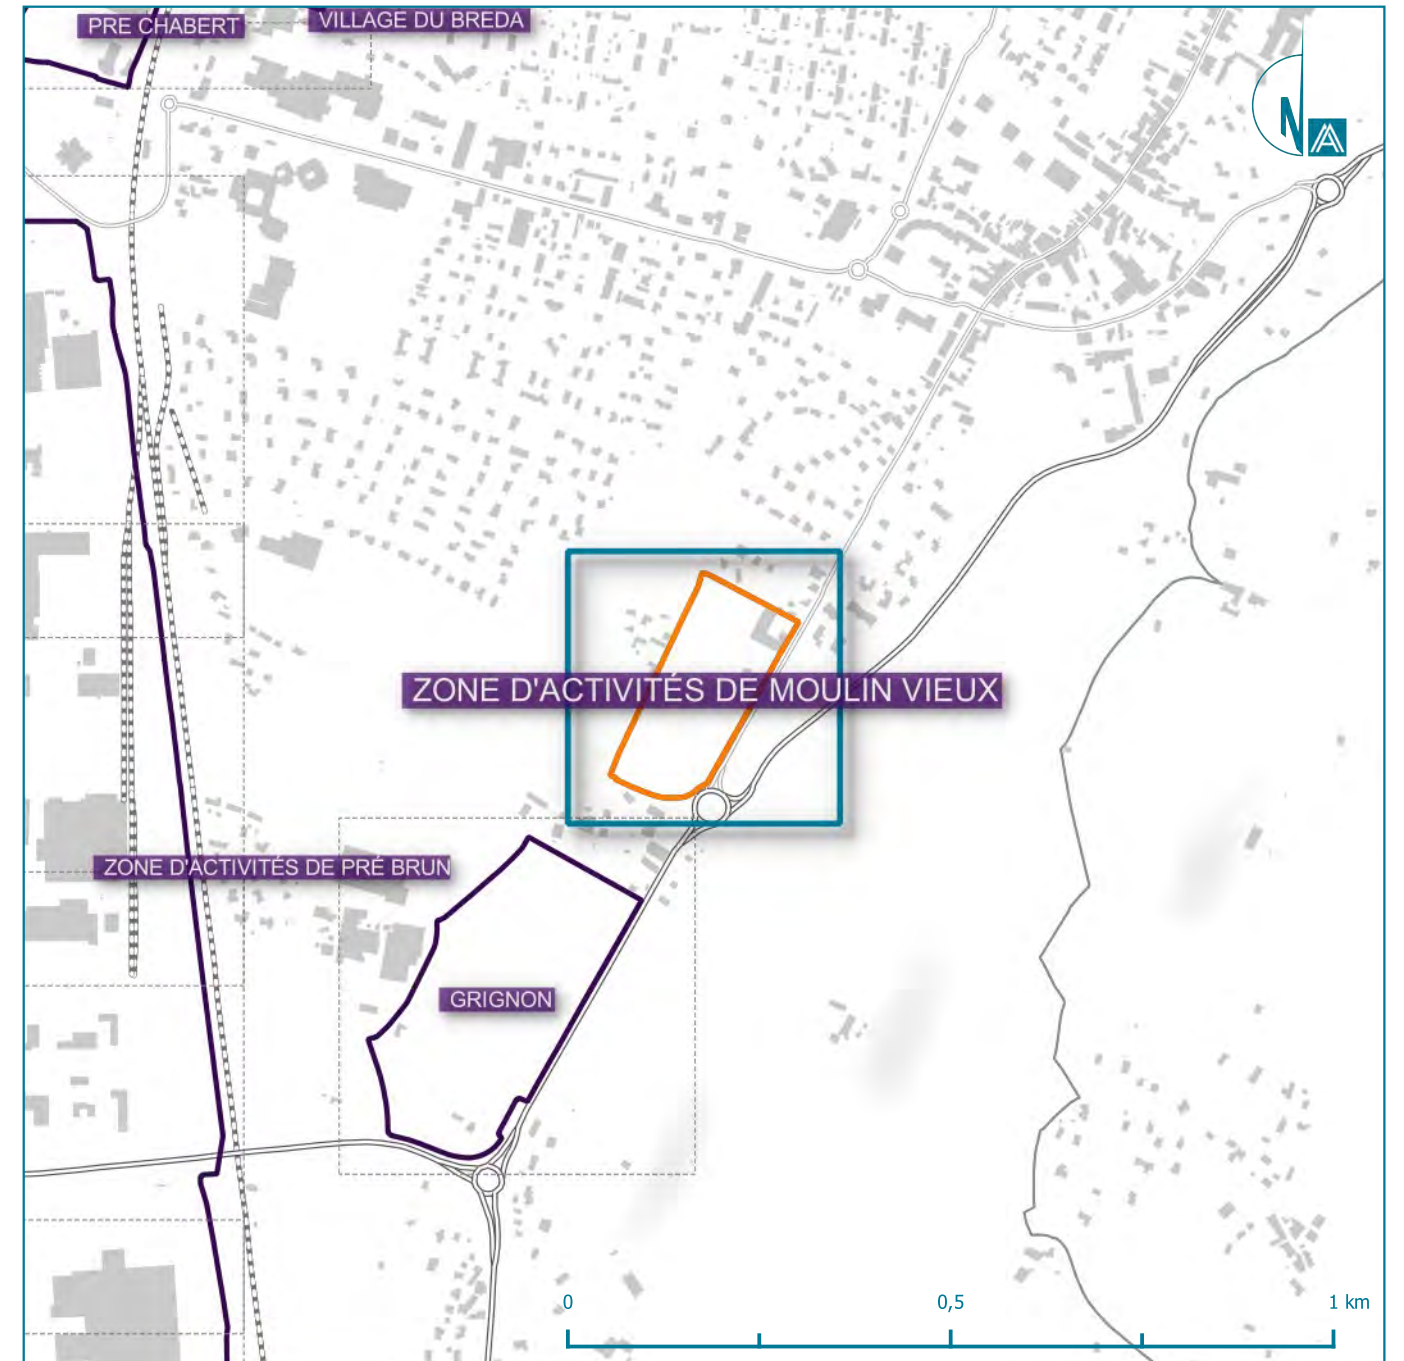 PRE CHABERT
VILLAGE DU BREDA
N
ZONE D'ACTIVITÉS DE MOULIN VIEUX
ZONE D'ACTIVITÉS DE PRÉ BRUN
GRIGNON
0 0,5 1 km